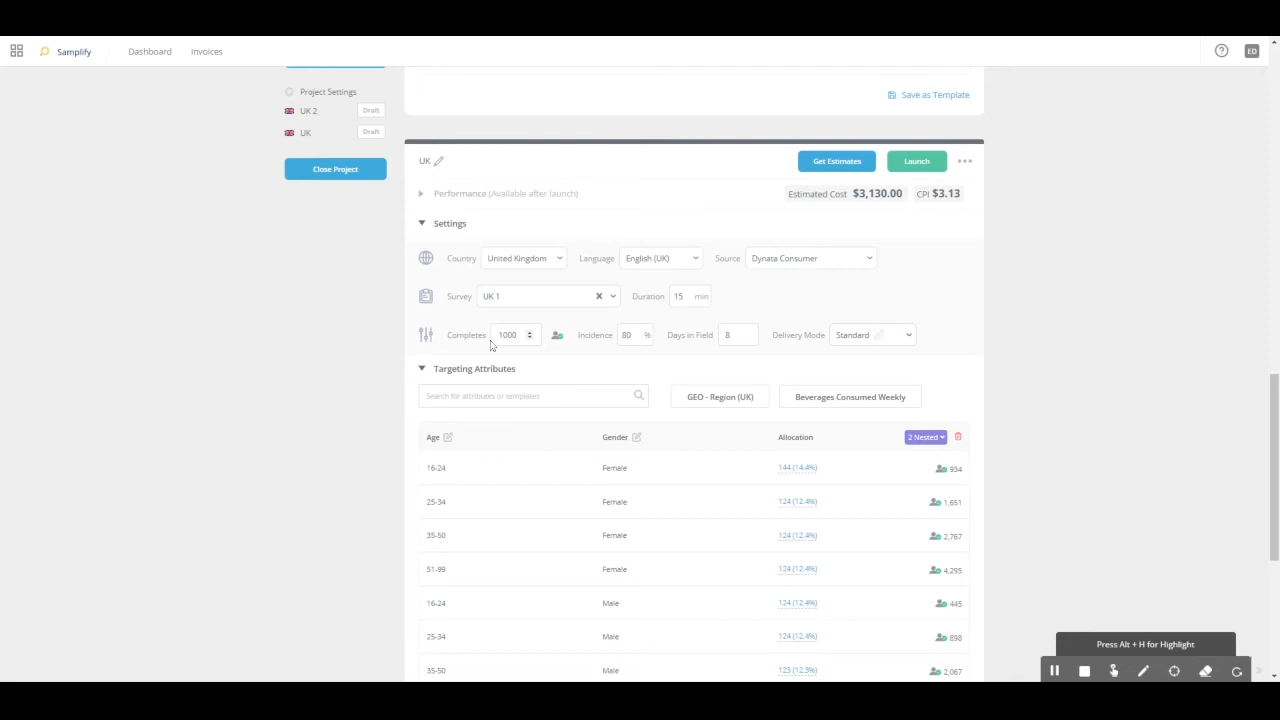 Samplify Dashboard Invoices ED
Project Settings
Save as Template
UK 2 Draft
UK Draft
Close Project
UK Get Estimates Launch
Performance (Available after launch) Estimated Cost $3,130.00 CPI $3.13
Settings
Country United Kingdom Language English (UK) Source Dynata Consumer
Survey UK 1 Duration 15 min
Completes 1000 Incidence 80 % Days in Field 8 Delivery Mode Standard
Targeting Attributes
Search for attributes or templates GEO - Region (UK) Beverages Consumed Weekly
Age Gender Allocation 2 Nested
16-24 Female 144 (14.4%) 934
25-34 Female 124 (12.4%) 1,651
35-50 Female 124 (12.4%) 2,767
51-99 Female 124 (12.4%) 4,295
16-24 Male 124 (12.4%) 445
25-34 Male 124 (12.4%) 898
35-50 Male 123 (12.3%) 2,067
Press Alt + H for Highlight